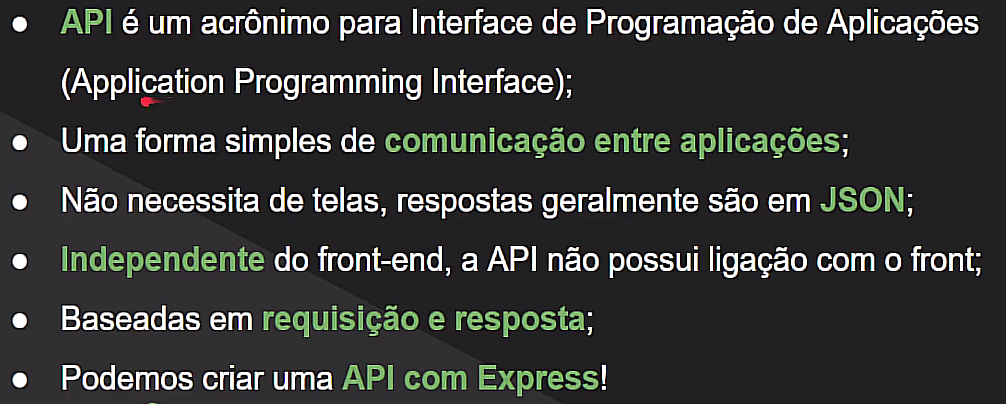 ● API é um acrônimo para Interface de Programação de Aplicações
(Application Programming Interface);
● Uma forma simples de comunicação entre aplicações;
● Não necessita de telas, respostas geralmente são em JSON;
● Independente do front-end, a API não possui ligação com o front;
● Baseadas em requisição e resposta;
● Podemos criar uma API com Express!